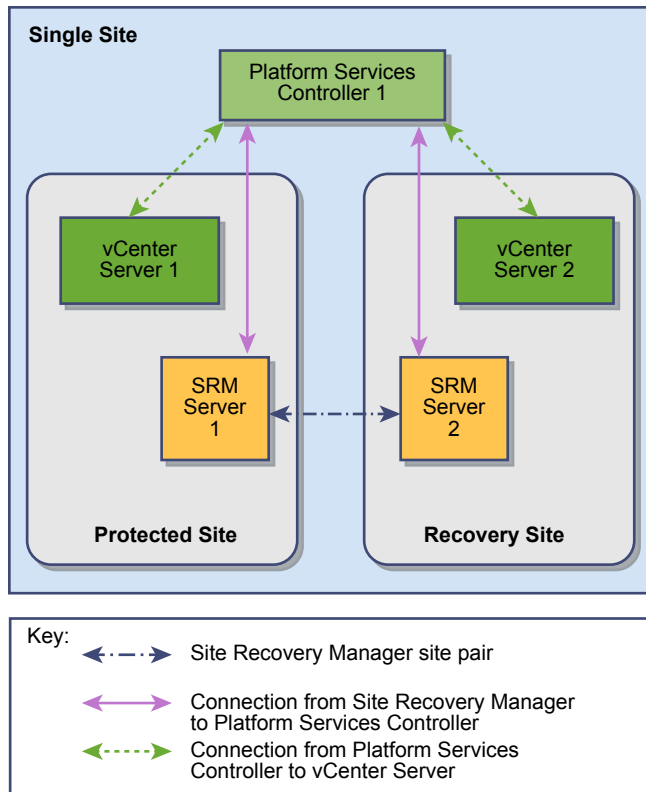 Single Site
Platform Services
Controller 1
vCenter
Server 1
vCenter
Server 2
SRM
Server
1
SRM
Server
2
Protected Site
Recovery Site
Key:
Site Recovery Manager site pair
Connection from Site Recovery Manager
to Platform Services Controller
Connection from Platform Services
Controller to vCenter Server